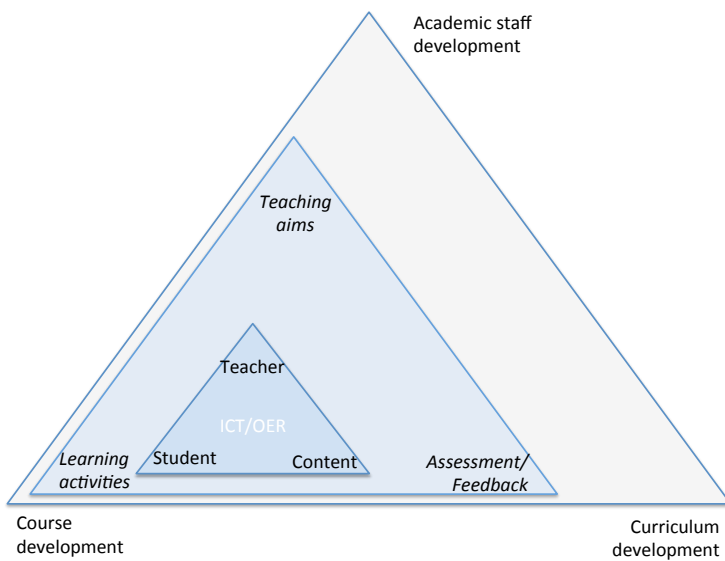 Academic staff
development
Teaching
aims
Teacher
ICT/OER
Learning
activities
Student
Content
Assessment/
Feedback
Course
development
Curriculum
development